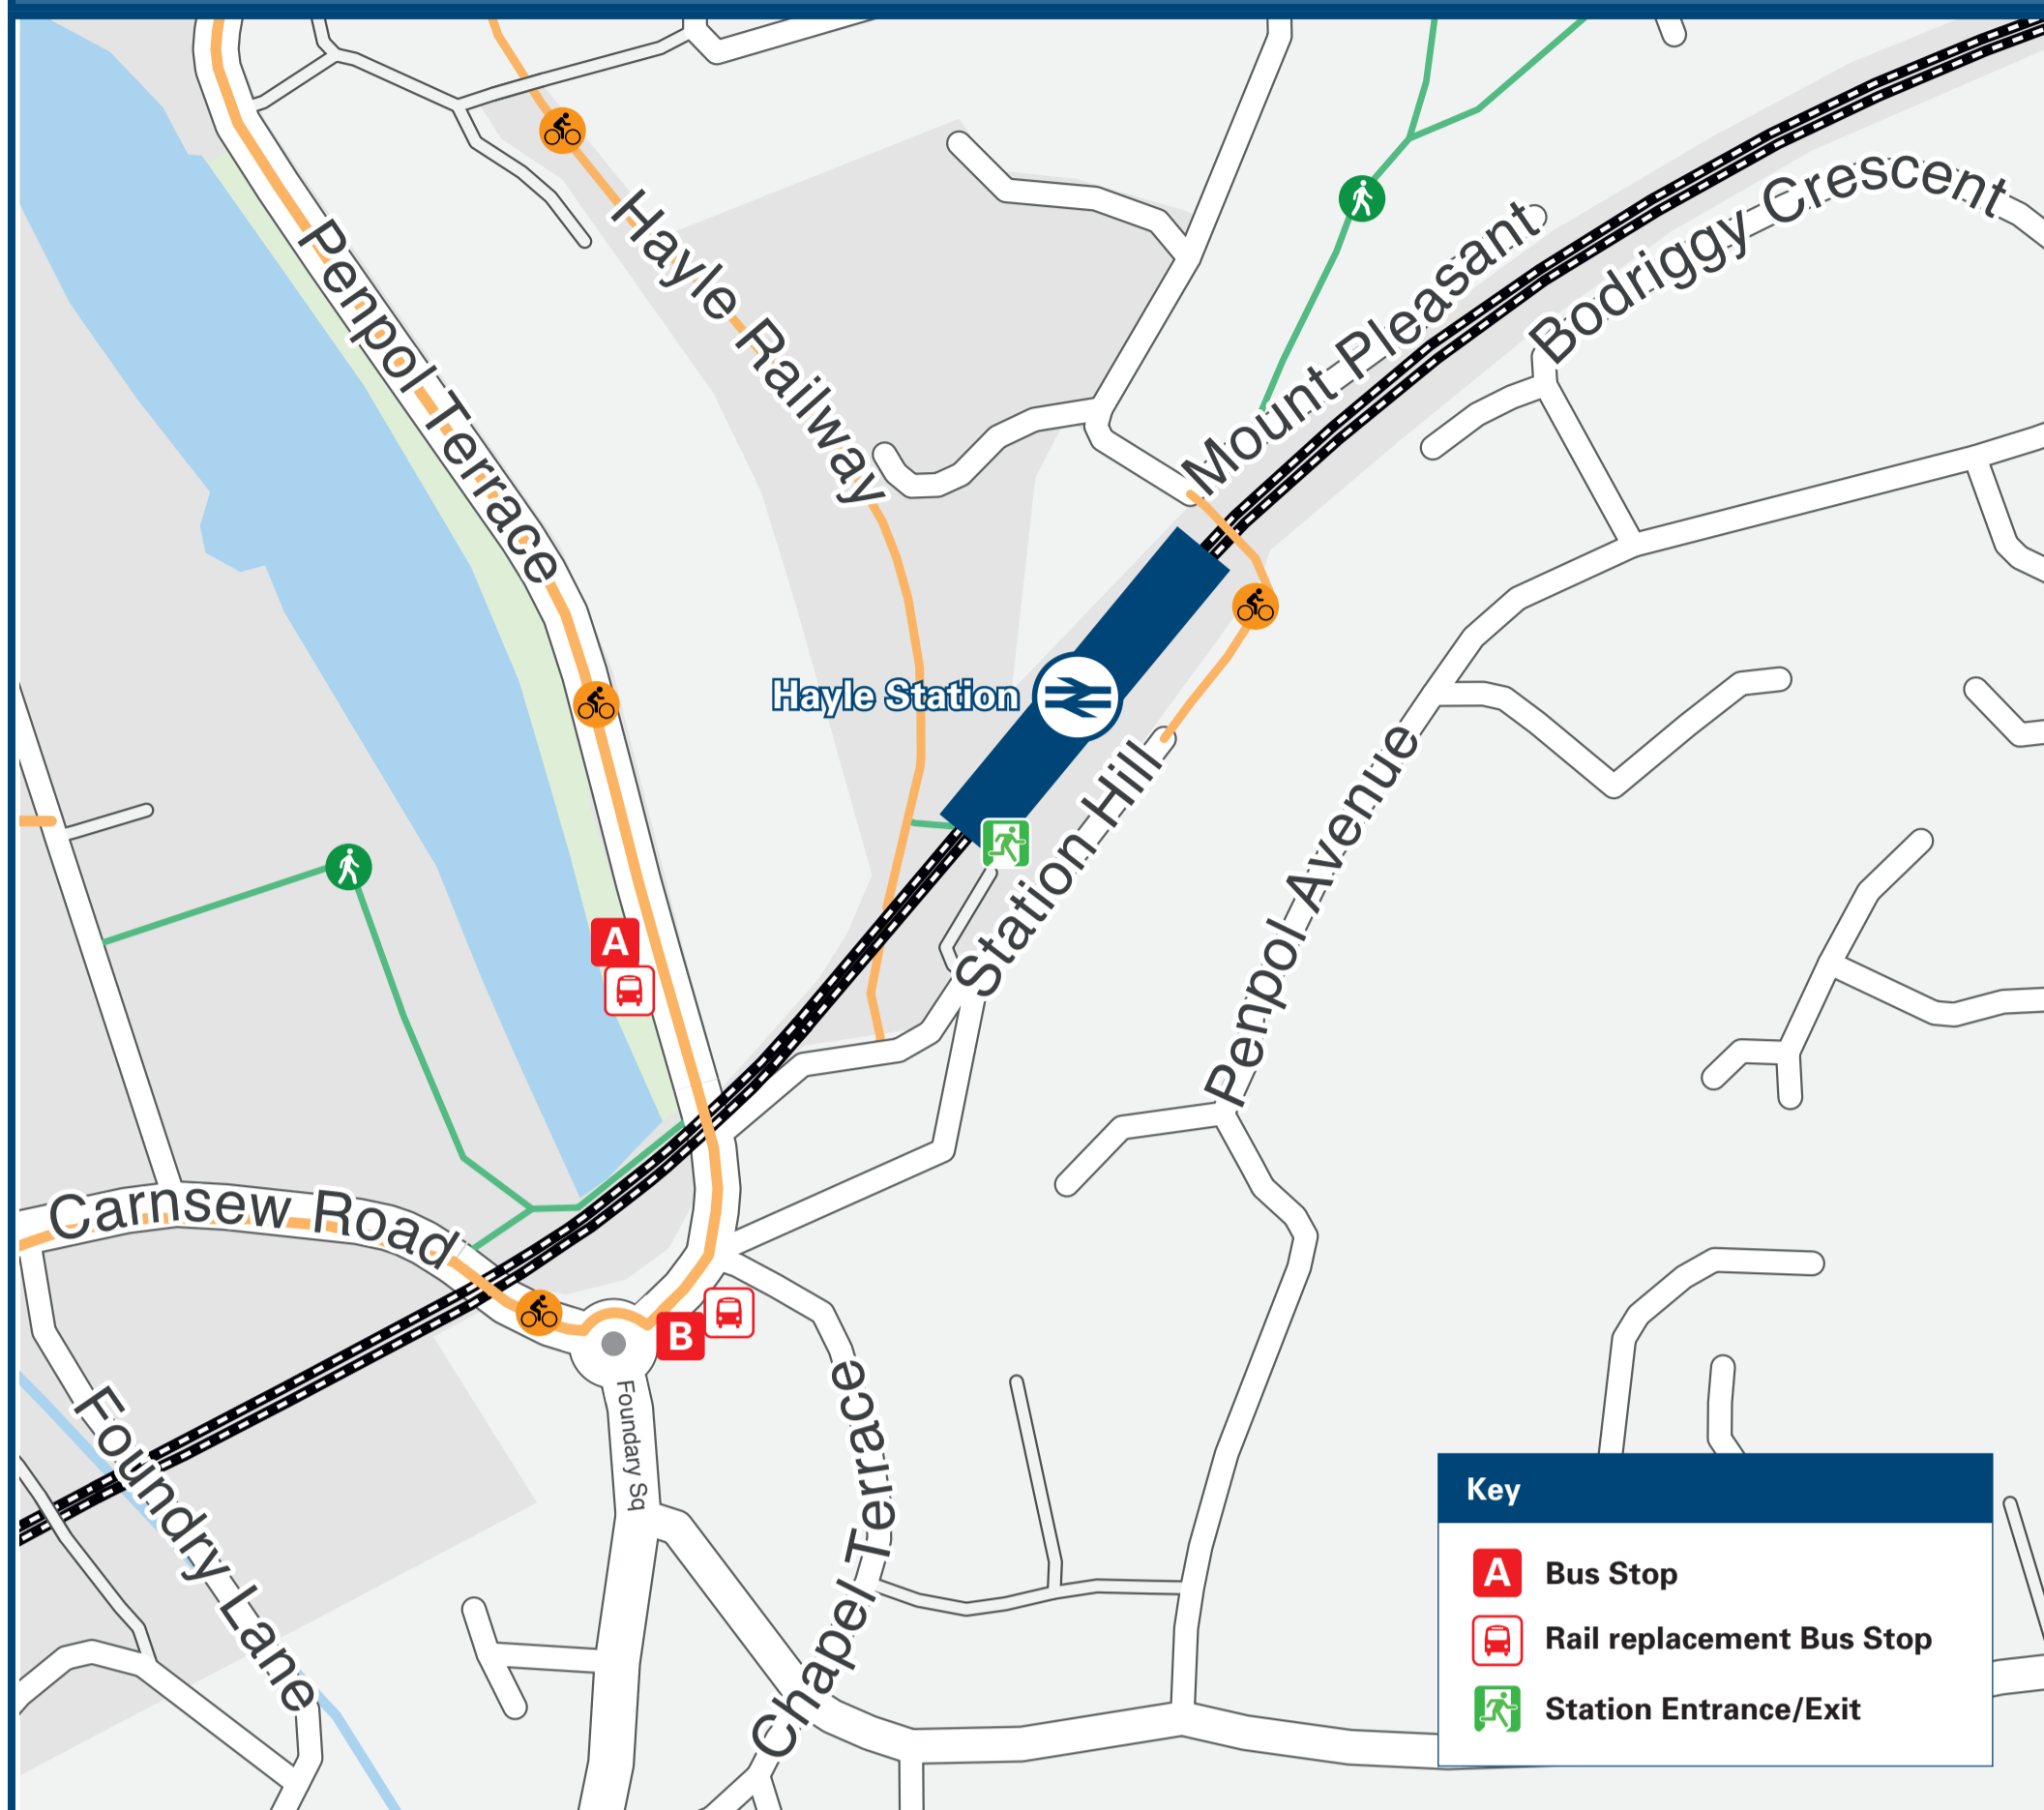 Penpol Terrace
Hayle Railway
Mount Pleasant
Bodriggy Crescent
Hayle Station
Station Hill
Penpol Avenue
A
Carnsew Road
B
Foundary Sq
Foundry Lane
Chapel Terrace
Key
A Bus Stop
Rail replacement Bus Stop
Station Entrance/Exit